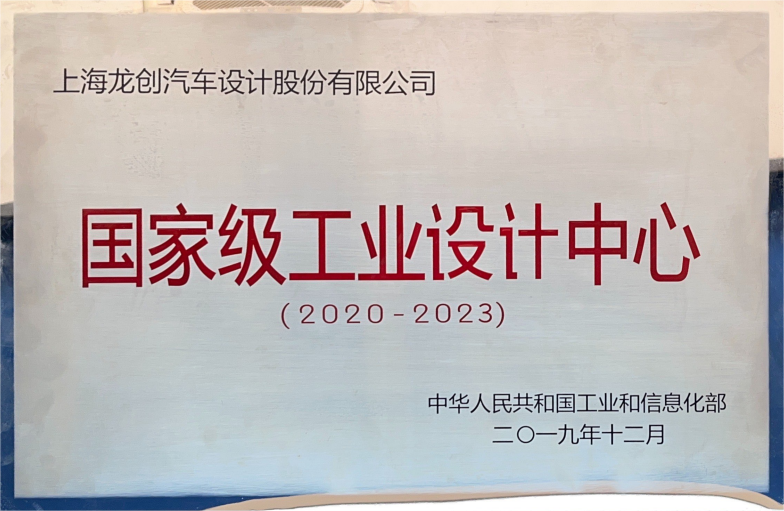 上海龙创汽车设计股份有限公司
国家级工业设计中心
(2020-2023)
中华人民共和国工业和信息化部
二〇一九年十二月